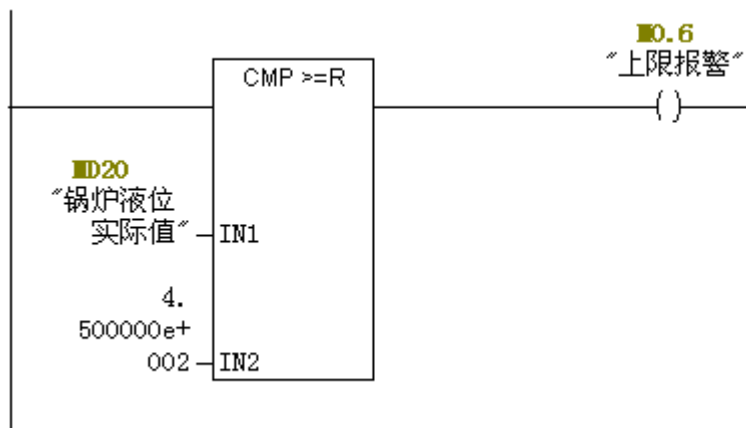 M0.6
"上限报警"
CMP >=R
MD20
"锅炉液位
实际值"
IN1
4.
500000e+
002
IN2